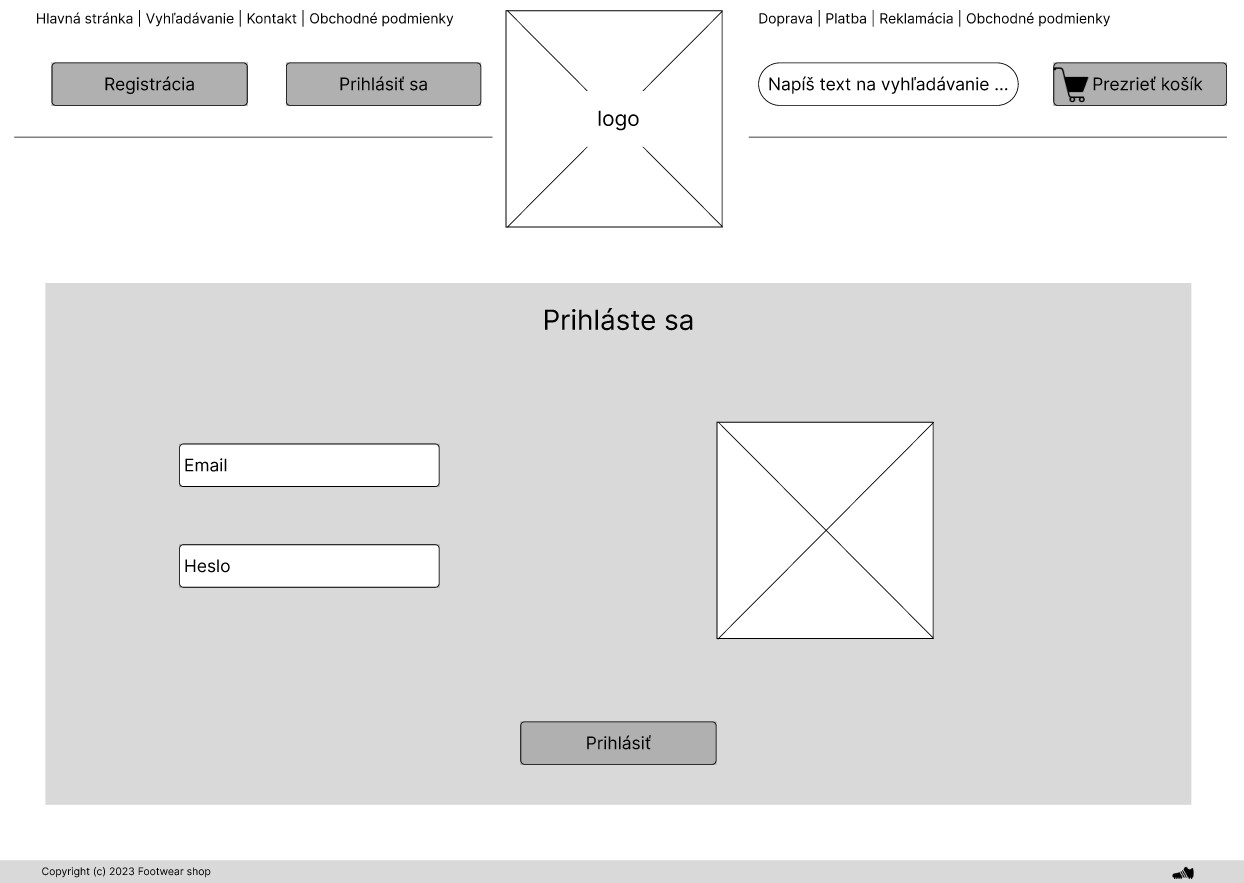 Hlavná stránka | Vyhľadávanie | Kontakt | Obchodné podmienky
Doprava | Platba | Reklamácia | Obchodné podmienky
Registrácia
Prihlásiť sa
logo
Napíš text na vyhľadávanie ...
Prezrieť košík
Prihláste sa
Email
Heslo
Prihlásiť
Copyright (c) 2023 Footwear shop